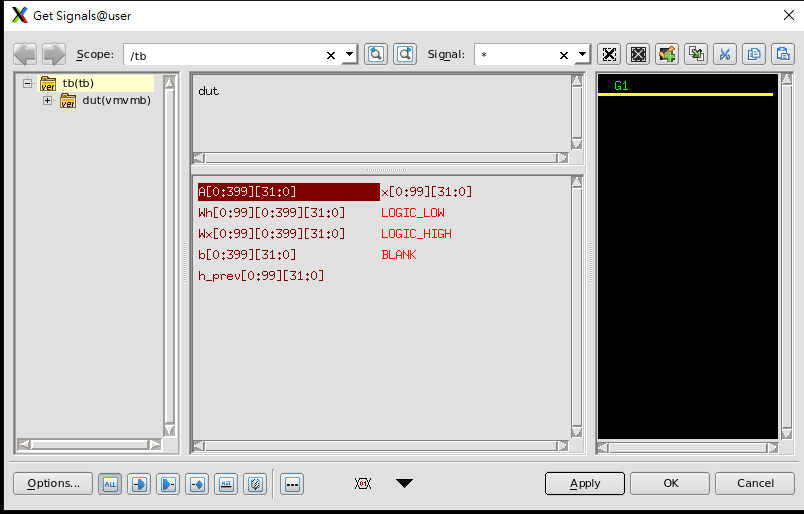 Get Signals@user
Scope: /tb Signal: *
tb(tb)
dut(vmvmb)
dut
A[0:399][31:0]
Wh[0:99][0:399][31:0]
Wx[0:99][0:399][31:0]
b[0:399][31:0]
h_prev[0:99][31:0]
x[0:99][31:0]
LOGIC_LOW
LOGIC_HIGH
BLANK
G1
Options... ALL NET Apply OK Cancel